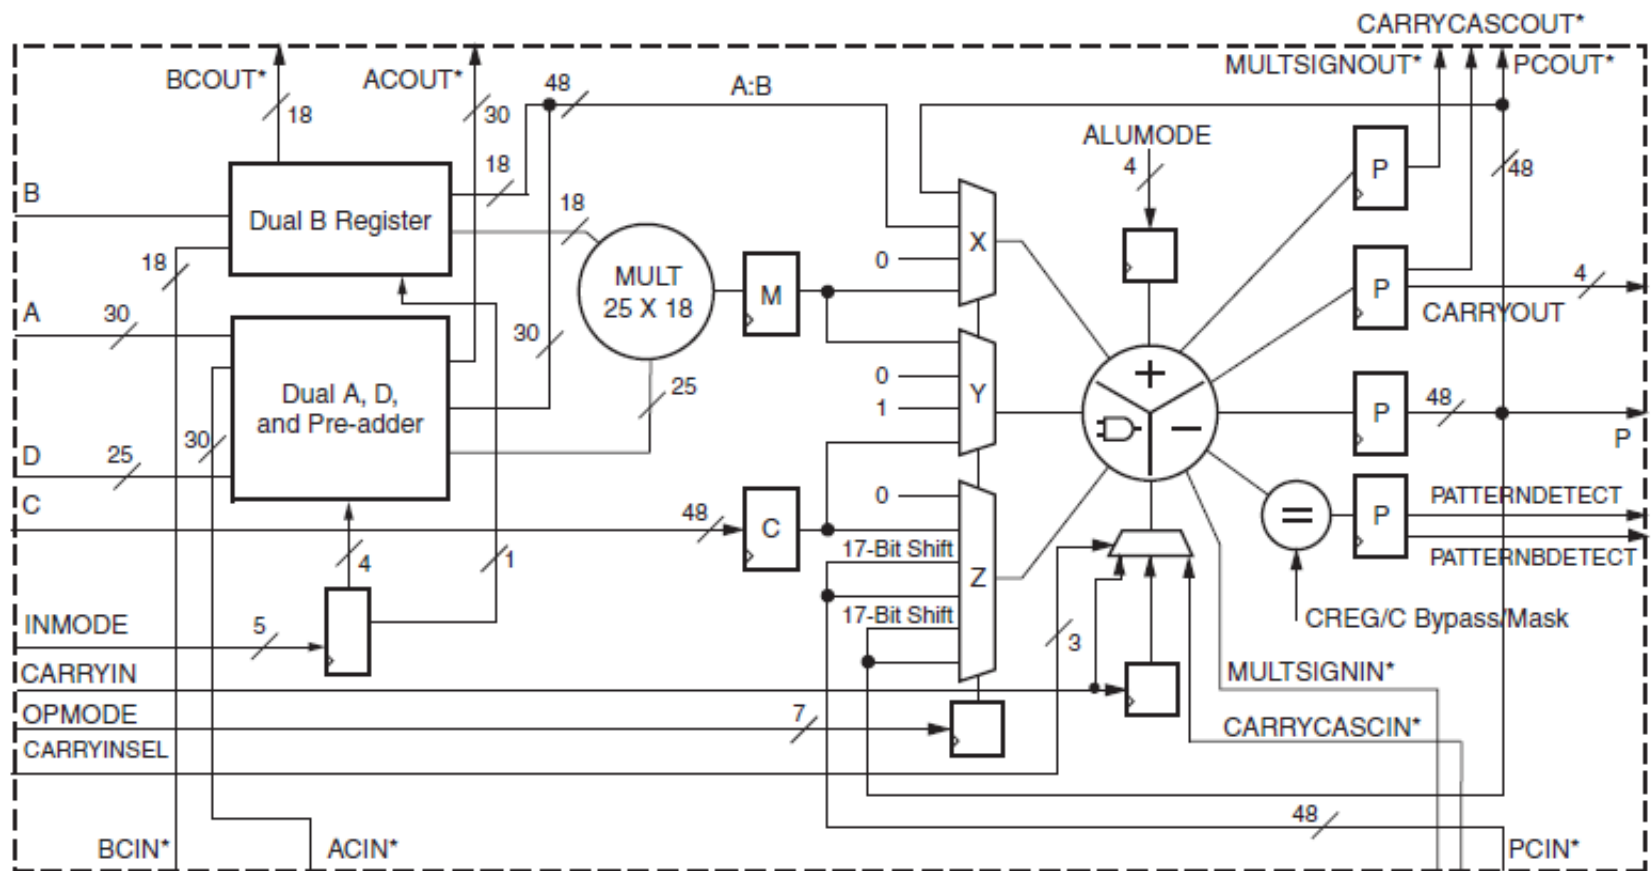 CARRYCASCOUT*
BCOUT*
ACOUT*
48
A:B
MULTSIGNOUT*
PCOUT*
18
30
ALUMODE
4
18
48
B
Dual B Register
18
18
MULT
25 X 18
M
0
X
P
P
4
CARRYOUT
A
30
30
Dual A, D,
and Pre-adder
25
0
1
Y
+
−
P
48
P
30
D
25
C
48
C
0
17-Bit Shift
Z
17-Bit Shift
=
P
PATTERNDETECT
PATTERNBDETECT
CREG/C Bypass/Mask
4
1
INMODE
5
3
CARRYIN
MULTSIGNIN*
OPMODE
7
CARRYINSEL
CARRYCASCIN*
48
BCIN*
ACIN*
PCIN*